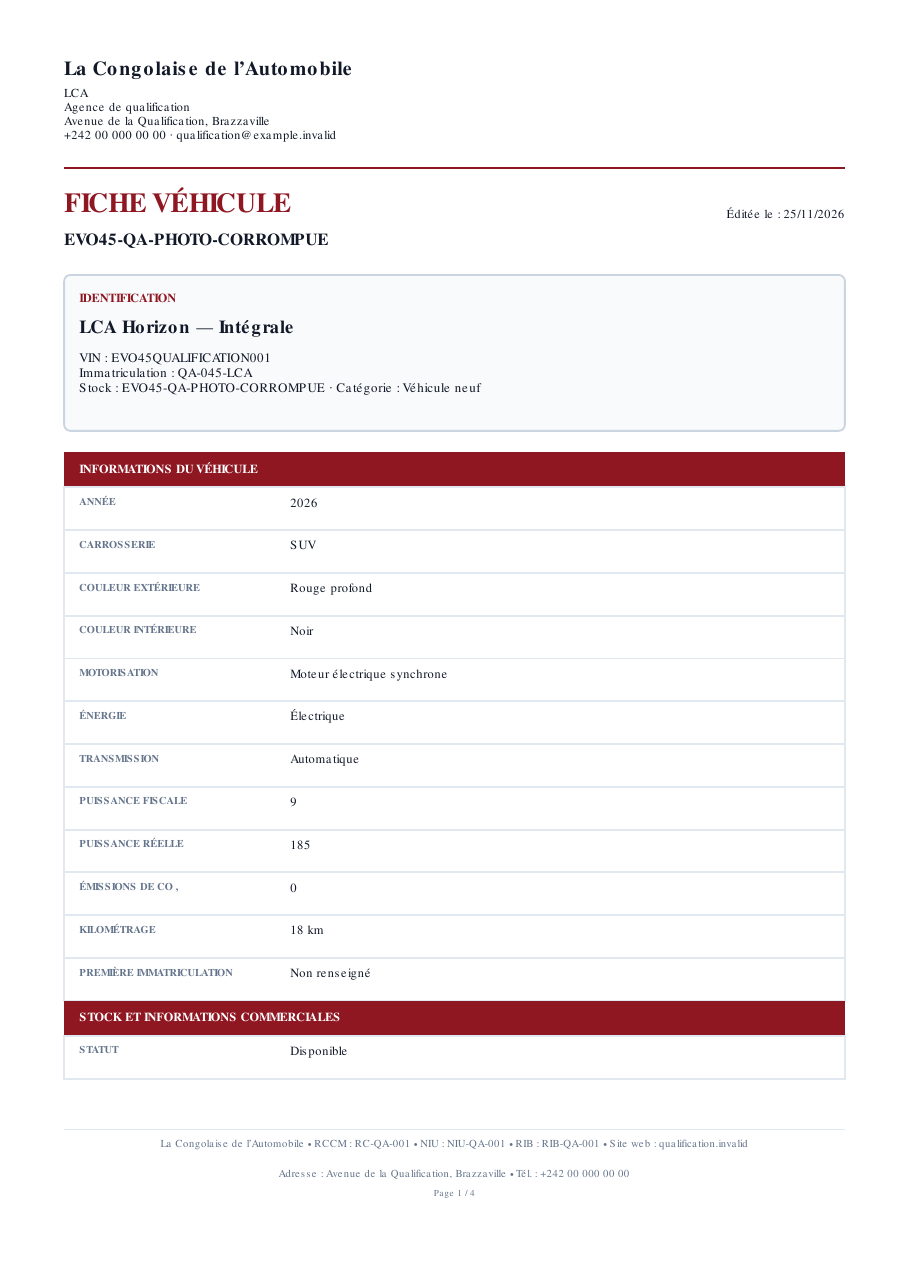 La Congolaise de l’Automobile
LCA
Agence de qualification
Avenue de la Qualification, Brazzaville
+242 00 000 00 00 · qualification@example.invalid
FICHE VÉHICULE
Éditée le : 25/11/2026
EVO45-QA-PHOTO-CORROMPUE
IDENTIFICATION
LCA Horizon — Intégrale
VIN : EVO45QUALIFICATION001
Immatriculation : QA-045-LCA
Stock : EVO45-QA-PHOTO-CORROMPUE · Catégorie : Véhicule neuf
INFORMATIONS DU VÉHICULE
ANNÉE 2026
CARROSSERIE SUV
COULEUR EXTÉRIEURE Rouge profond
COULEUR INTÉRIEURE Noir
MOTORISATION Moteur électrique synchrone
ÉNERGIE Électrique
TRANSMISSION Automatique
PUISSANCE FISCALE 9
PUISSANCE RÉELLE 185
ÉMISSIONS DE CO , 0
KILOMÉTRAGE 18 km
PREMIÈRE IMMATRICULATION Non renseigné
STOCK ET INFORMATIONS COMMERCIALES
STATUT Disponible
La Congolaise de l'Automobile • RCCM : RC-QA-001 • NIU : NIU-QA-001 • RIB : RIB-QA-001 • Site web : qualification.invalid
Adresse : Avenue de la Qualification, Brazzaville • Tél. : +242 00 000 00 00
Page 1 / 4